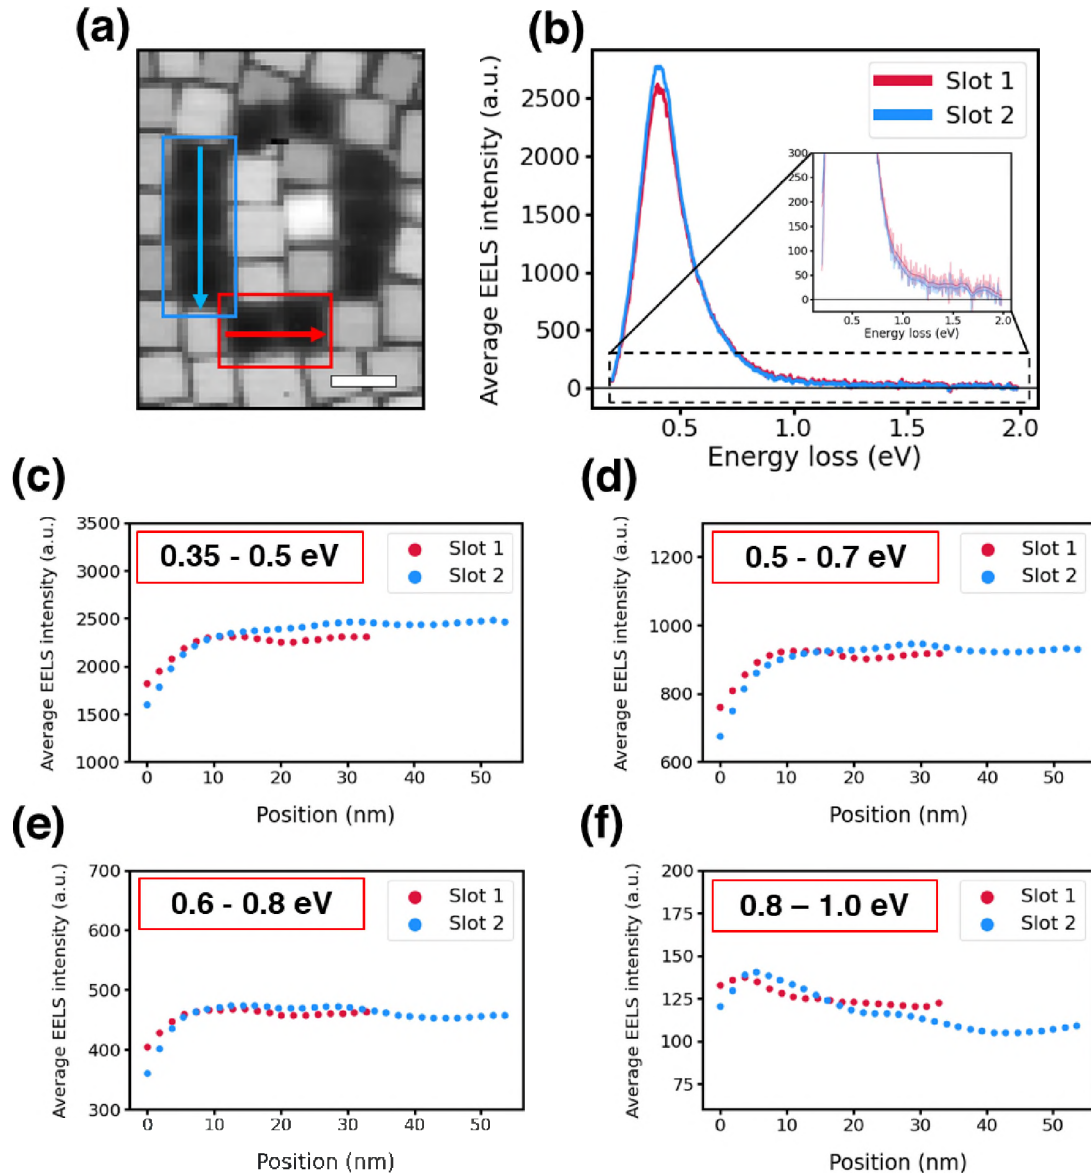 (a)
(b)
Average EELS intensity (a.u.)
2500
2000
1500
1000
500
0
0.5
1.0
1.5
2.0
Energy loss (eV)
Slot 1
Slot 2
300
250
200
150
100
50
0
0.5
1.0
1.5
2.0
Energy loss (eV)
(c)
Average EELS intensity (a.u.)
3500
3000
2500
2000
1500
1000
0.35 - 0.5 eV
Slot 1
Slot 2
0 10 20 30 40 50
Position (nm)
(d)
Average EELS intensity (a.u.)
1200
1000
800
600
0.5 - 0.7 eV
Slot 1
Slot 2
0 10 20 30 40 50
Position (nm)
(e)
Average EELS intensity (a.u.)
700
600
500
400
300
0.6 - 0.8 eV
Slot 1
Slot 2
0 10 20 30 40 50
Position (nm)
(f)
Average EELS intensity (a.u.)
200
175
150
125
100
75
0.8 – 1.0 eV
Slot 1
Slot 2
0 10 20 30 40 50
Position (nm)